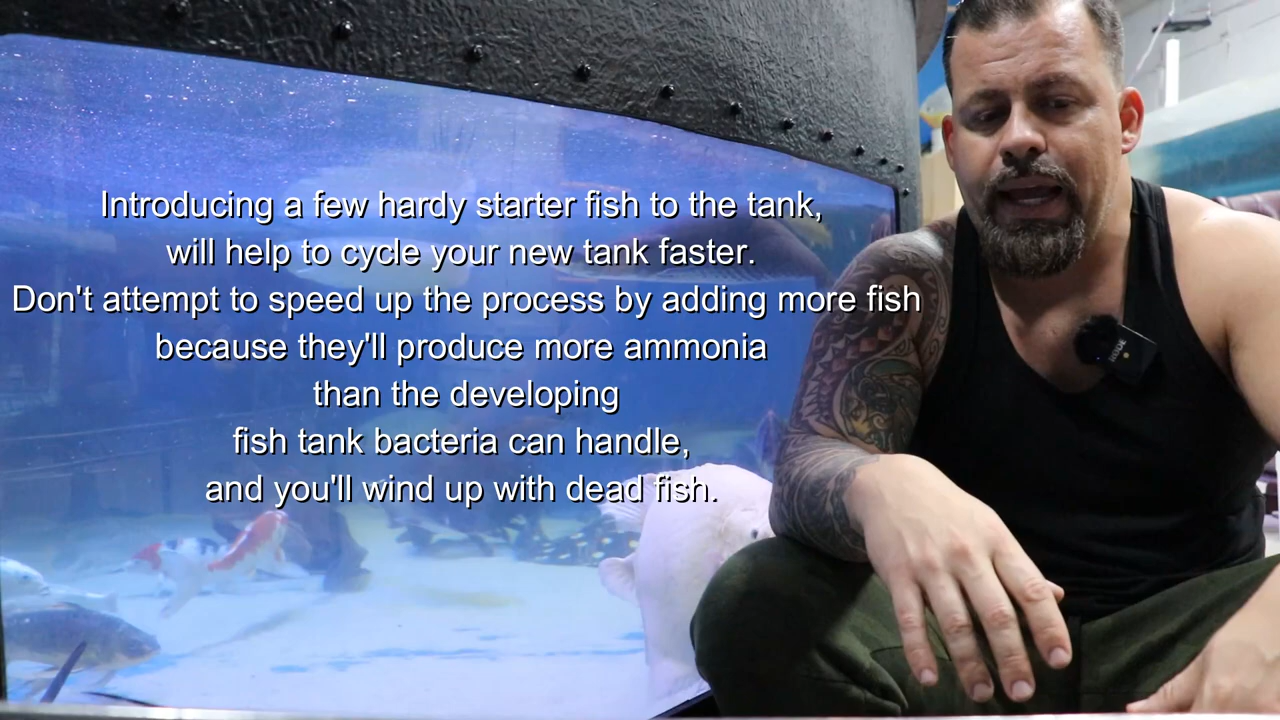 Introducing a few hardy starter fish to the tank,
will help to cycle your new tank faster.
Don't attempt to speed up the process by adding more fish
because they'll produce more ammonia
than the developing
fish tank bacteria can handle,
and you'll wind up with dead fish.
RODE